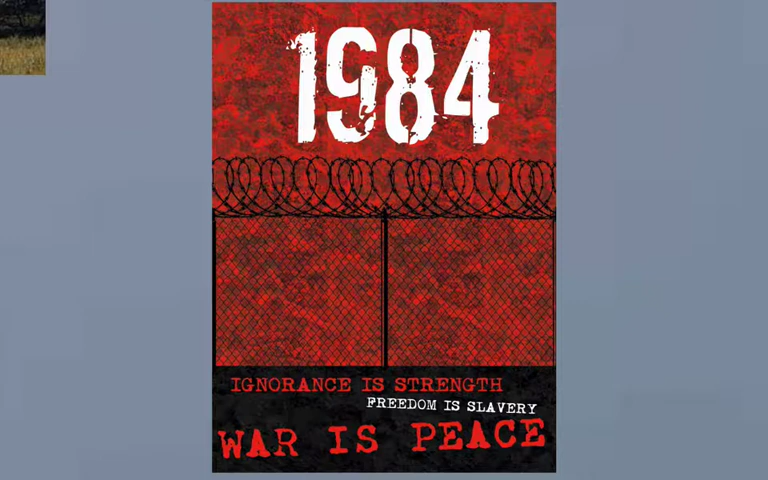 1984
IGNORANCE IS STRENGTH
FREEDOM IS SLAVERY
WAR IS PEACE